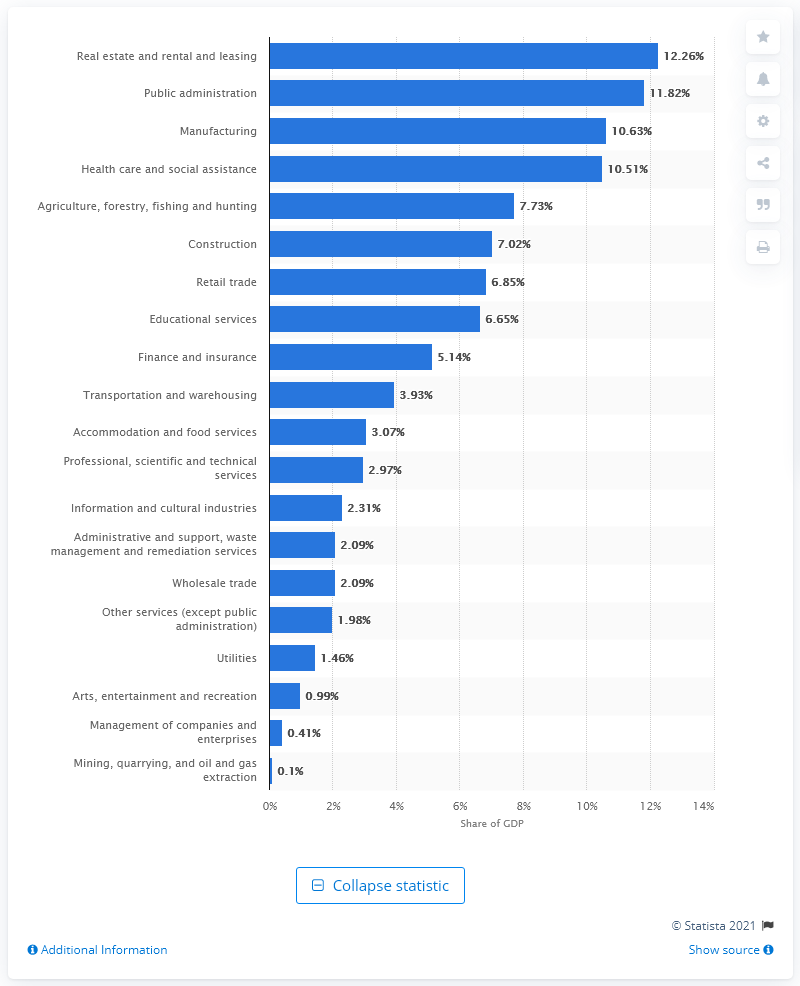 Real estate and rental and leasing 12.26%
Public administration 11.82%
Manufacturing 10.63%
Health care and social assistance 10.51%
Agriculture, forestry, fishing and hunting 7.73%
Construction 7.02%
Retail trade 6.85%
Educational services 6.65%
Finance and insurance 5.14%
Transportation and warehousing 3.93%
Accommodation and food services 3.07%
Professional, scientific and technical
services 2.97%
Information and cultural industries 2.31%
Administrative and support, waste
management and remediation services 2.09%
Wholesale trade 2.09%
Other services (except public
administration) 1.98%
Utilities 1.46%
Arts, entertainment and recreation 0.99%
Management of companies and
enterprises 0.41%
Mining, quarrying, and oil and gas
extraction 0.1%
0% 2% 4% 6% 8% 10% 12% 14%
Share of GDP
Collapse statistic
© Statista 2021
Additional Information Show source